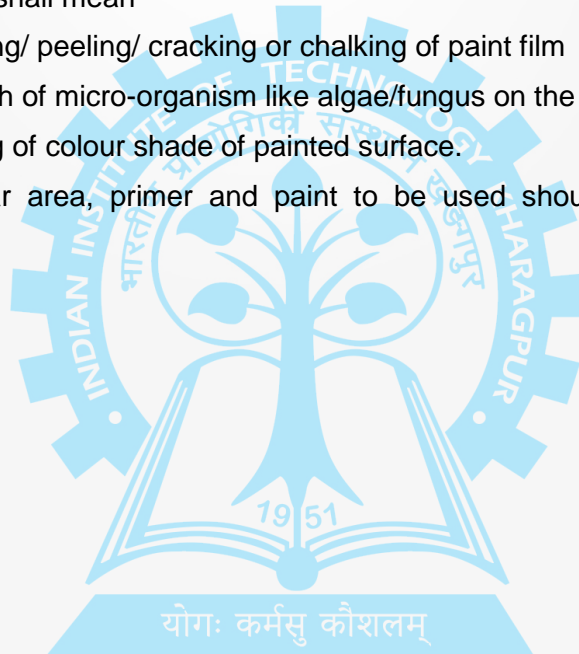 shall mean
ng/ peeling/ cracking or chalking of paint film
h of micro-organism like algae/fungus on the
g of colour shade of painted surface.
r area, primer and paint to be used shou
INDIAN INSTITUTE OF TECHNOLOGY KHARAGPUR
भारतीय प्रौद्योगिकी संस्थान खड़गपुर
1951
योगः कर्मसु कौशलम्